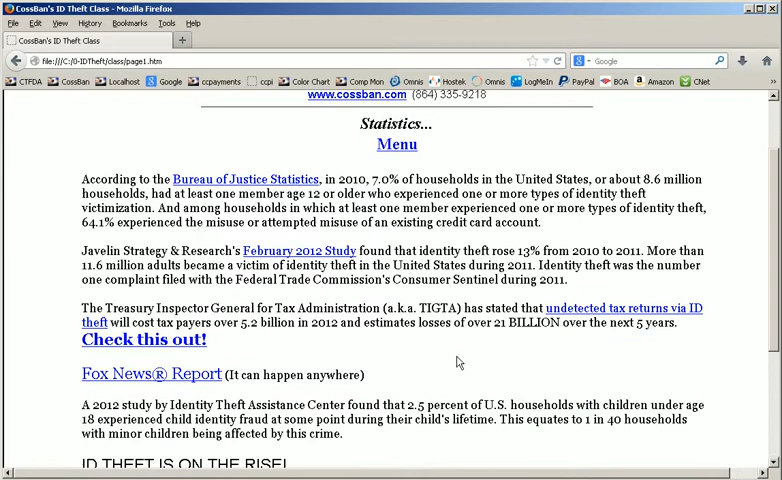 CossBan's ID Theft Class - Mozilla Firefox
File Edit View History Bookmarks Tools Help
CossBan's ID Theft Class +
file:///C:/0-IDTheft/class/page1.htm Google
CTFDA CossBan Localhost Google ccpayments ccpi Color Chart Comp Mon Omnis Hostek Omnis LogMeIn PayPal BOA Amazon CNet
www.cossban.com (864) 335-9218
Statistics...
Menu
According to the Bureau of Justice Statistics, in 2010, 7.0% of households in the United States, or about 8.6 million
households, had at least one member age 12 or older who experienced one or more types of identity theft
victimization. And among households in which at least one member experienced one or more types of identity theft,
64.1% experienced the misuse or attempted misuse of an existing credit card account.
Javelin Strategy & Research's February 2012 Study found that identity theft rose 13% from 2010 to 2011. More than
11.6 million adults became a victim of identity theft in the United States during 2011. Identity theft was the number
one complaint filed with the Federal Trade Commission's Consumer Sentinel during 2011.
The Treasury Inspector General for Tax Administration (a.k.a. TIGTA) has stated that undetected tax returns via ID
theft will cost tax payers over 5.2 billion in 2012 and estimates losses of over 21 BILLION over the next 5 years.
Check this out!
Fox News® Report (It can happen anywhere)
A 2012 study by Identity Theft Assistance Center found that 2.5 percent of U.S. households with children under age
18 experienced child identity fraud at some point during their child's lifetime. This equates to 1 in 40 households
with minor children being affected by this crime.
ID THEFT IS ON THE RISE!